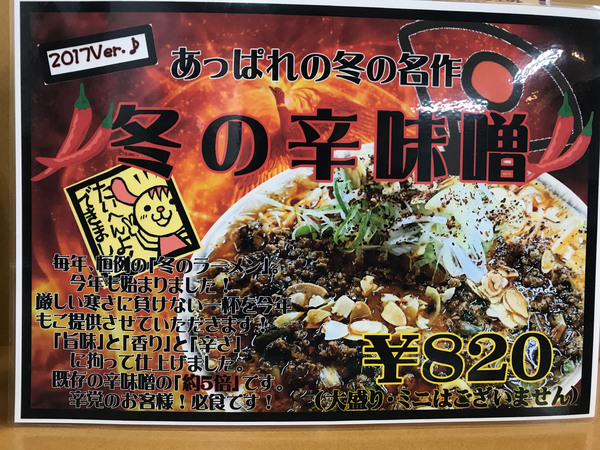 2017Ver.♪
あっぱれの冬の名作
冬の辛味噌
毎年、恒例の「冬のラーメン」。
今年も始まりました！
厳しい寒さに負けない一杯を今年
もご提供させていただきます！
「旨味」と「香り」と「辛さ」
に拘って仕上げました。
既存の辛味噌の「約5倍」です。
辛党のお客様！必食です！
¥820
(大盛り・ミニはございません)